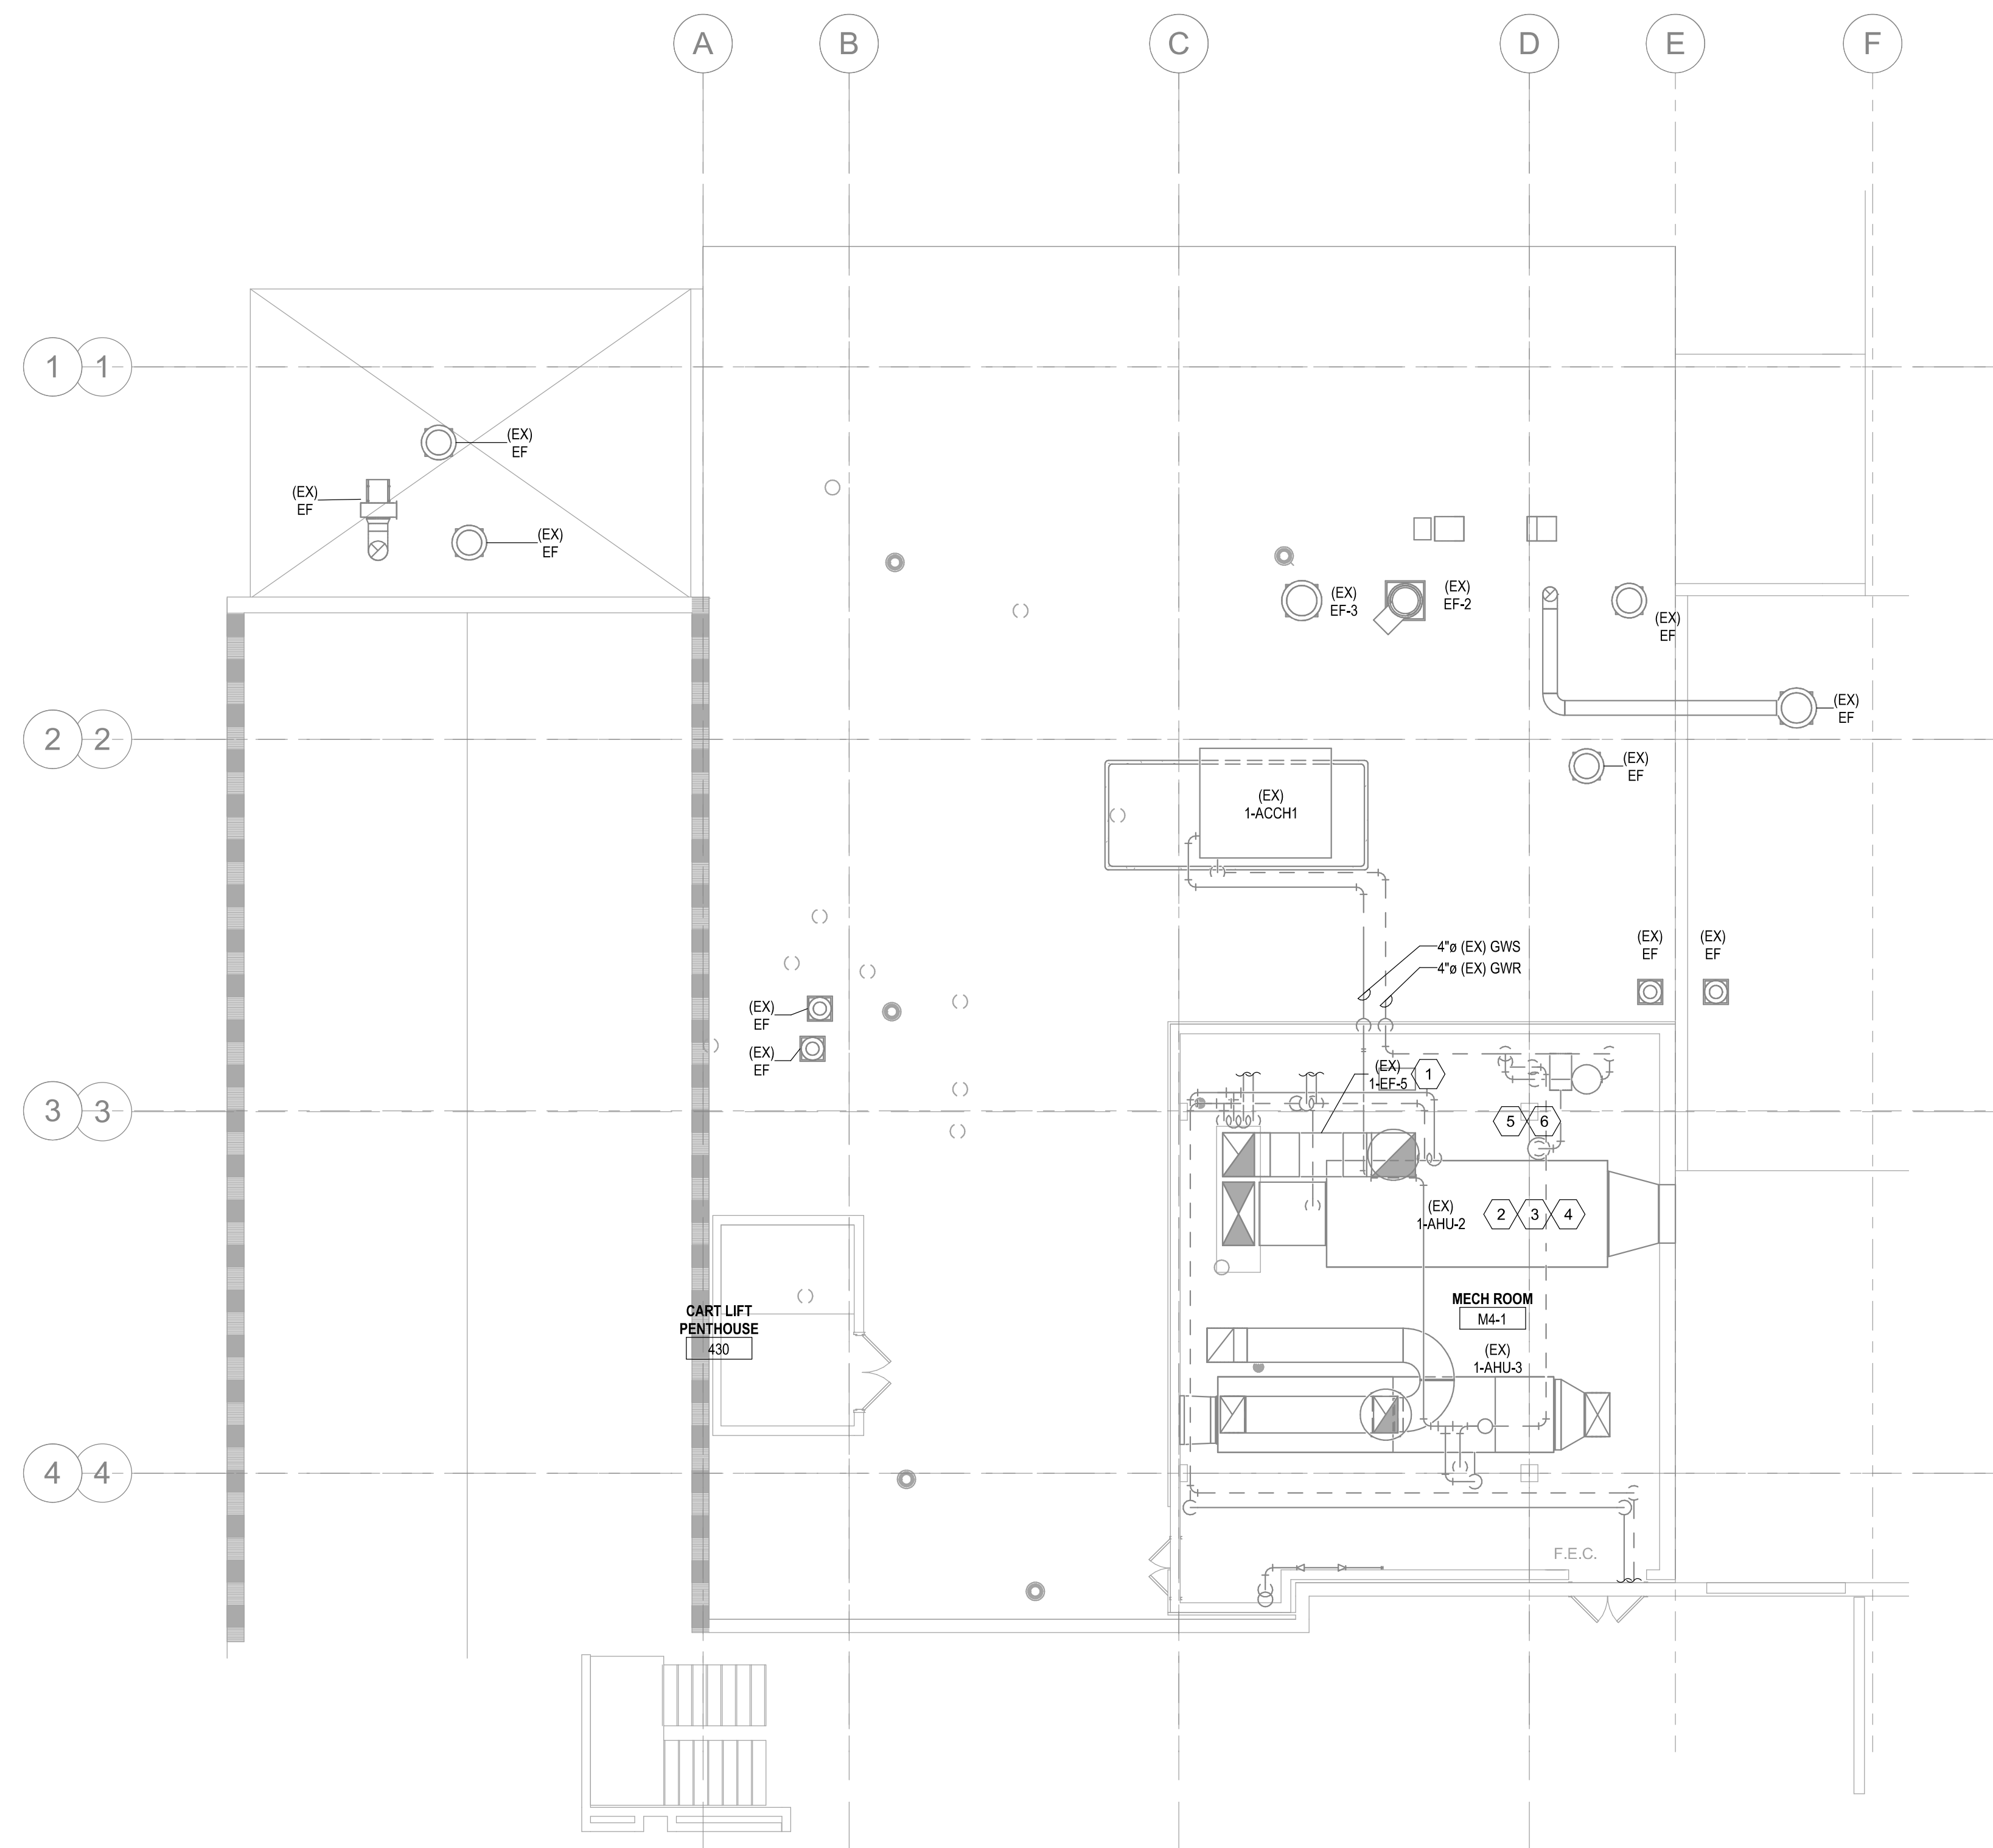 A
B
C
D
E
F
1
1
(EX)
EF
(EX)
EF
(EX)
EF
(EX)
EF-3
(EX)
EF-2
(EX)
EF
(EX)
EF
2
2
(EX)
EF
(EX)
1-ACCH1
4"ø (EX) GWS
4"ø (EX) GWR
(EX)
EF
(EX)
EF
(EX)
EF
(EX)
EF
(EX)
1-EF-5
1
3
3
5
6
(EX)
1-AHU-2
2
3
4
MECH ROOM
M4-1
CART LIFT
PENTHOUSE
430
(EX)
1-AHU-3
4
4
F.E.C.